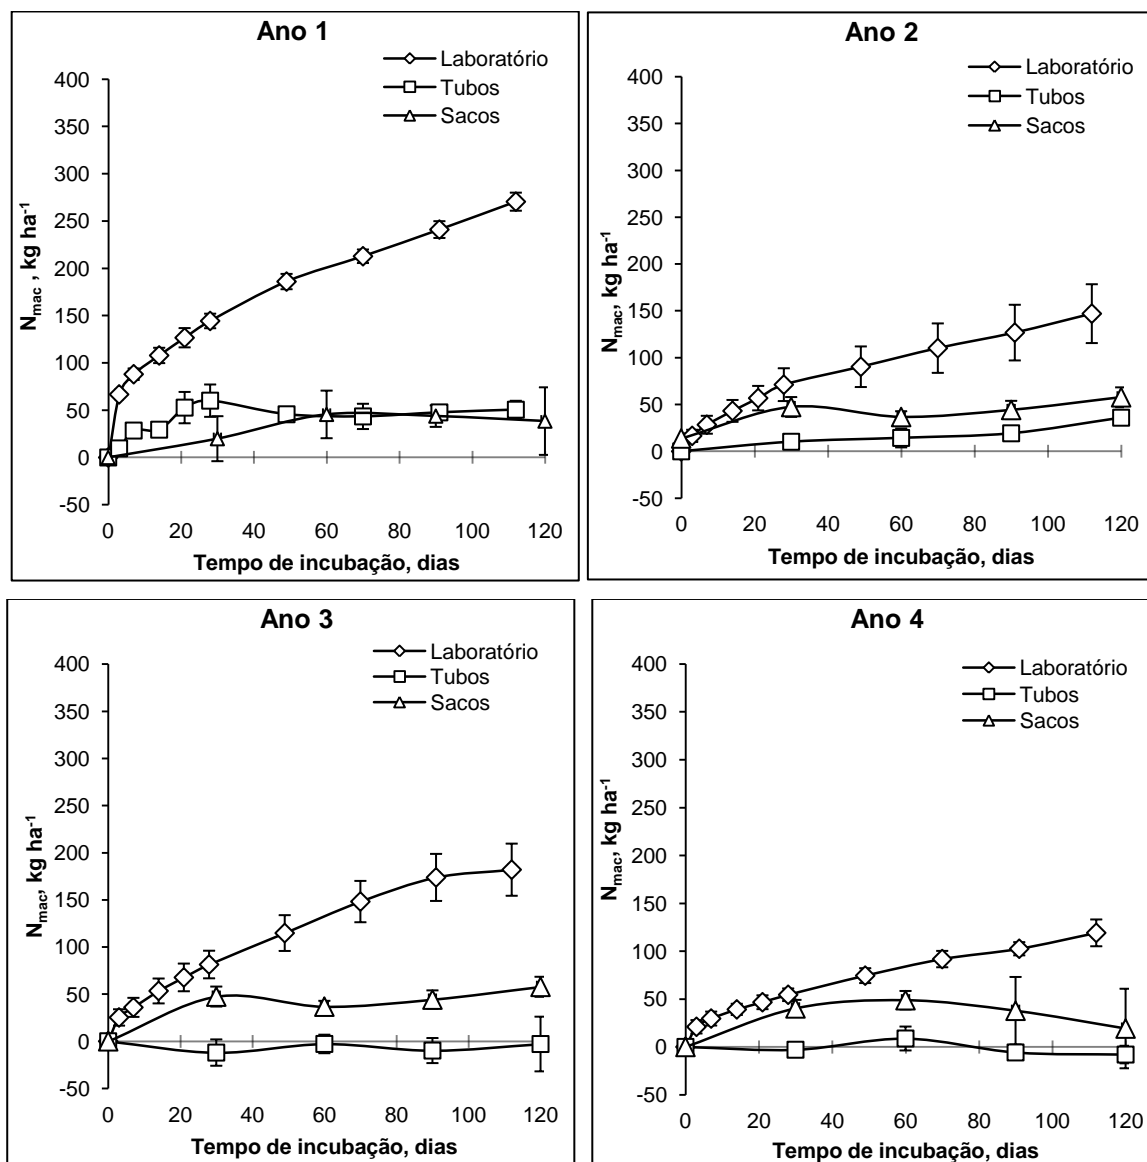 Ano 1
Laboratório
Tubos
Sacos
400
350
300
250
200
150
100
50
0
-50
N_mac , kg ha⁻¹
0 20 40 60 80 100 120
Tempo de incubação, dias
Ano 2
Laboratório
Tubos
Sacos
400
350
300
250
200
150
100
50
0
-50
N_mac, kg ha⁻¹
0 20 40 60 80 100 120
Tempo de incubação, dias
Ano 3
Laboratório
Tubos
Sacos
400
350
300
250
200
150
100
50
0
-50
N_mac, kg ha⁻¹
0 20 40 60 80 100 120
Tempo de incubação, dias
Ano 4
Laboratório
Tubos
Sacos
400
350
300
250
200
150
100
50
0
-50
N_mac, kg ha⁻¹
0 20 40 60 80 100 120
Tempo de incubação, dias